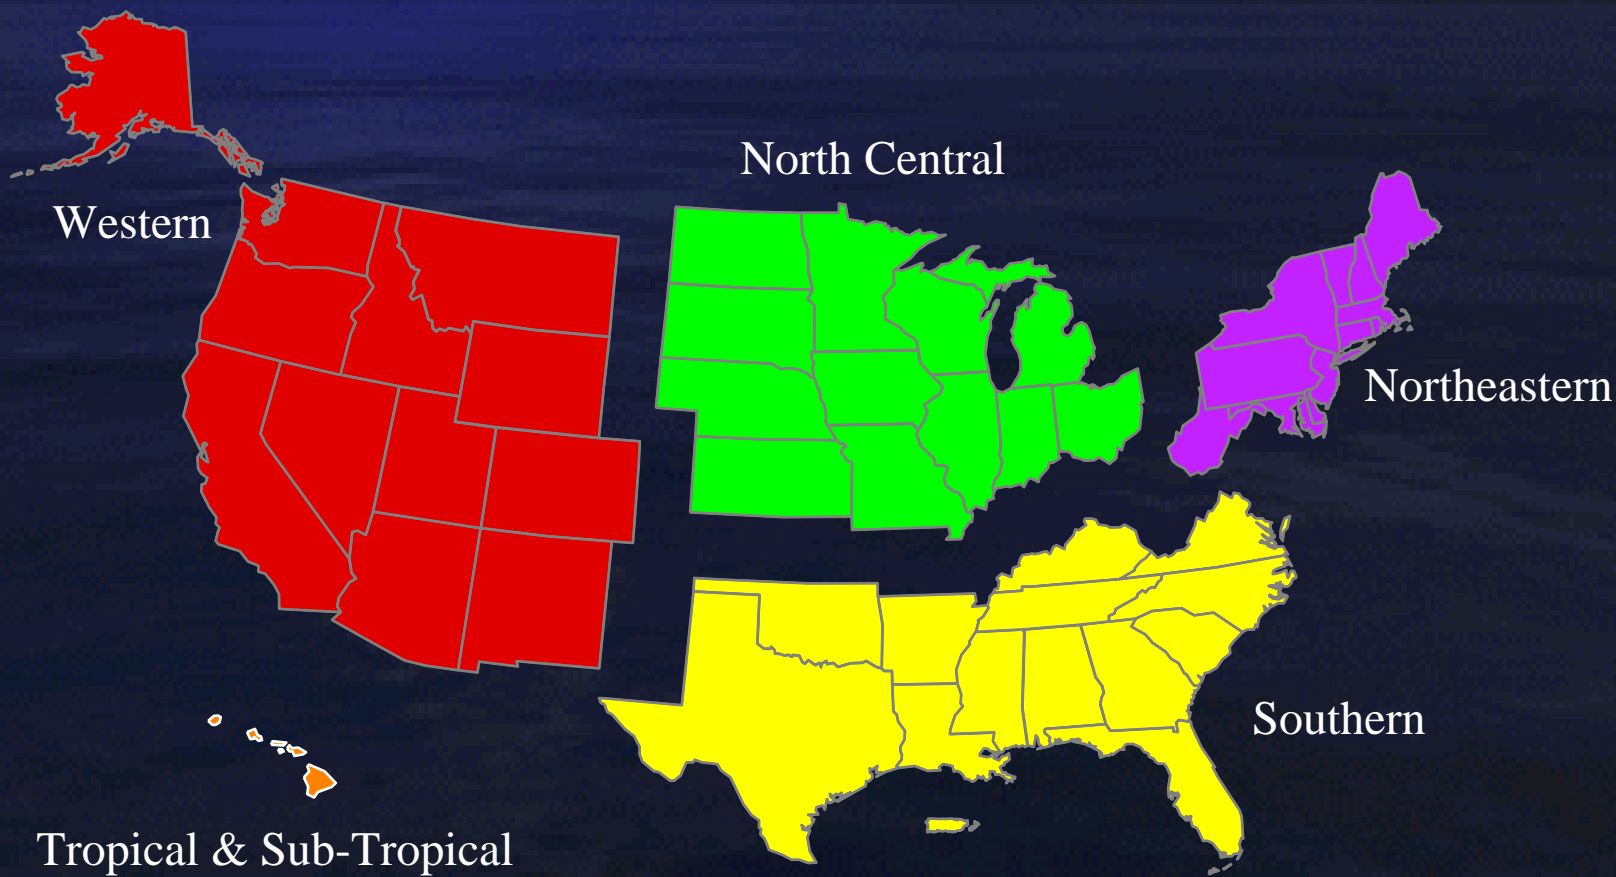 North Central
Western
Northeastern
Southern
Tropical & Sub-Tropical